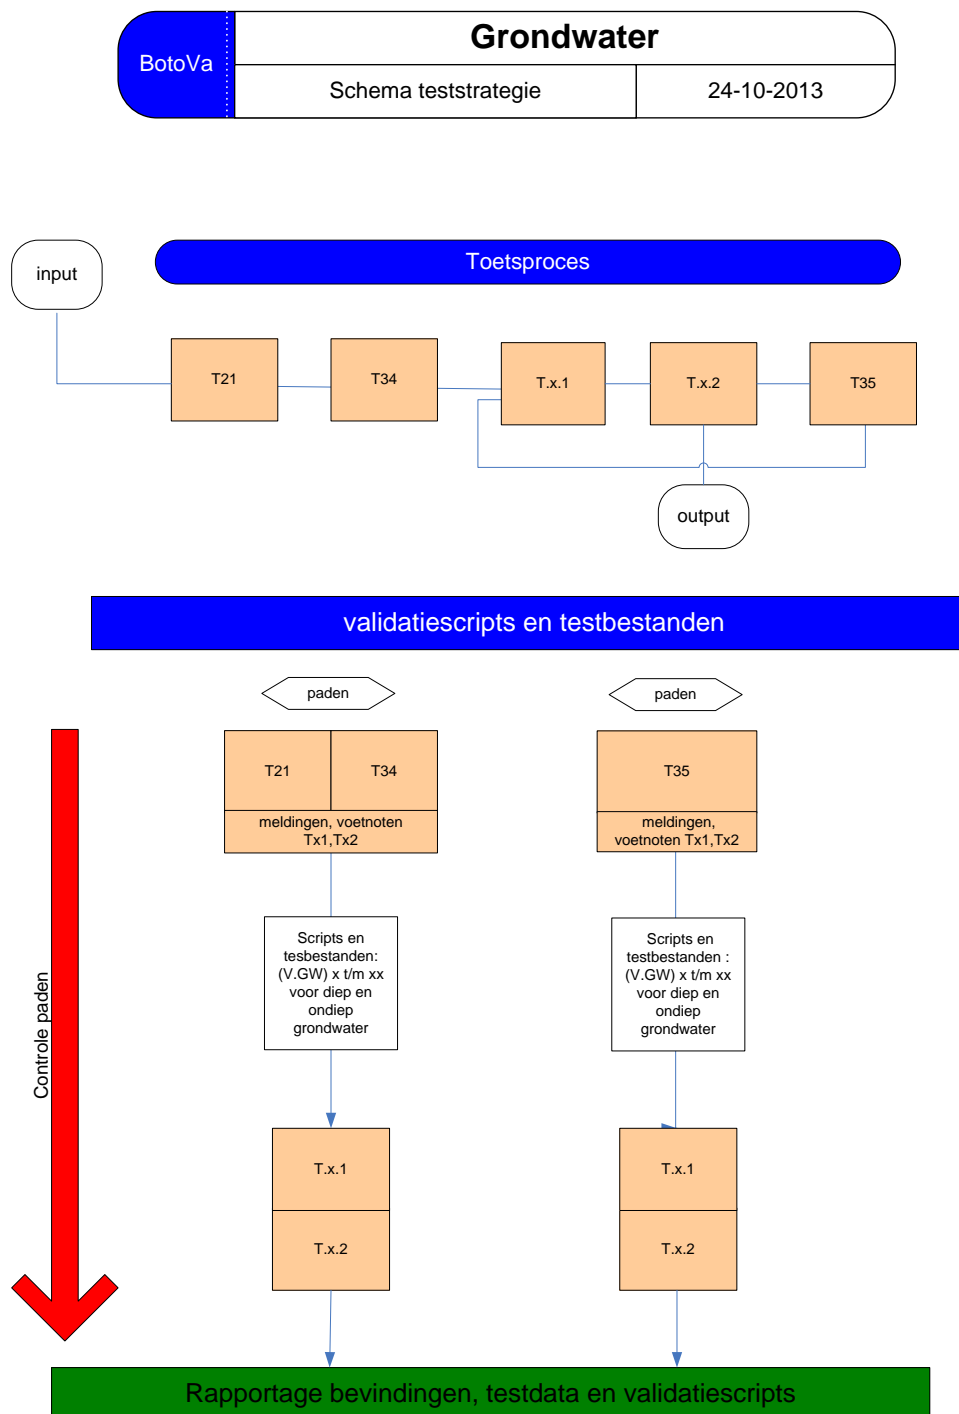 BotoVa
Grondwater
Schema teststrategie
24-10-2013
input
Toetsproces
T21
T34
T.x.1
T.x.2
T35
output
validatiescripts en testbestanden
paden
paden
T21
T34
meldingen, voetnoten
Tx1,Tx2
T35
meldingen,
voetnoten Tx1,Tx2
Scripts en
tesbestanden:
(V.GW) x t/m xx
voor diep en
ondiep
grondwater
Scripts en
testbestanden :
(V.GW) x t/m xx
voor diep en
ondiep
grondwater
Controle paden
T.x.1
T.x.2
T.x.1
T.x.2
Rapportage bevindingen, testdata en validatiescripts